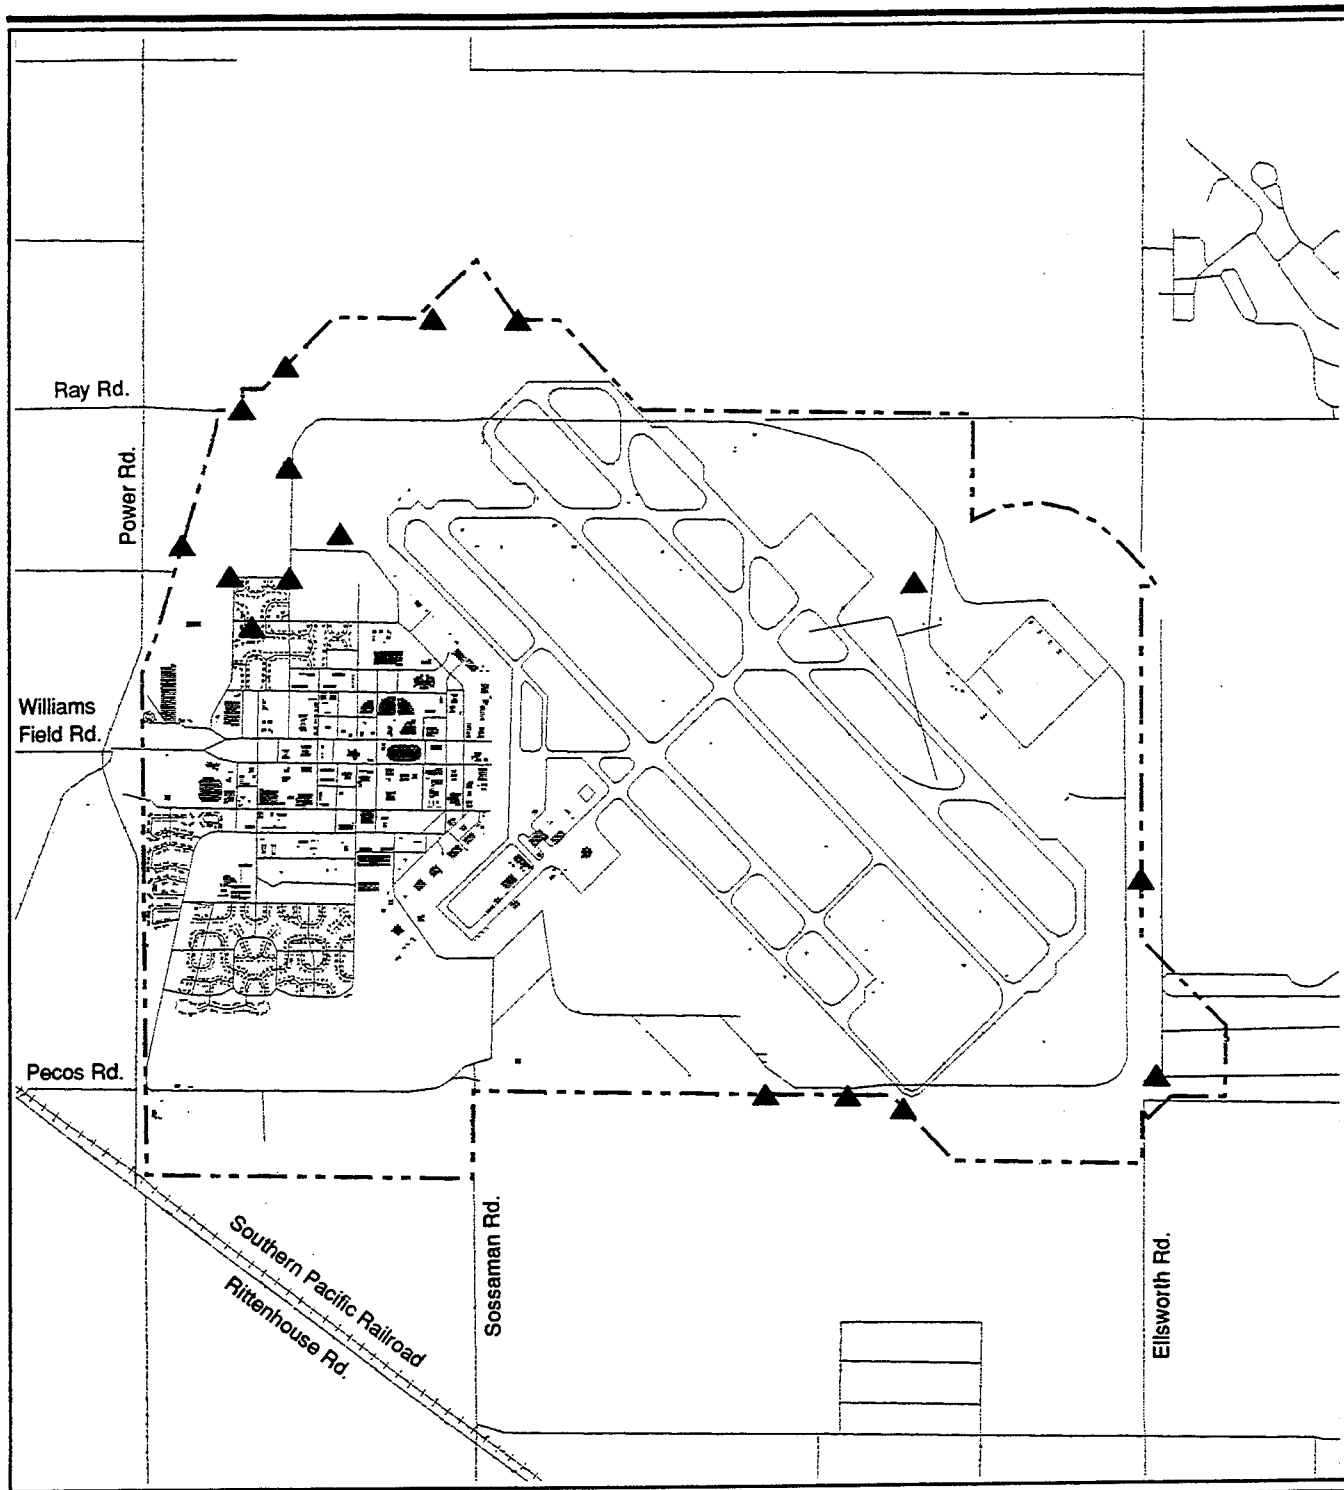 Ray Rd.
Power Rd.
Williams
Field Rd.
Pecos Rd.
Southern Pacific Railroad
Rittenhouse Rd.
Sossaman Rd.
Ellsworth Rd.